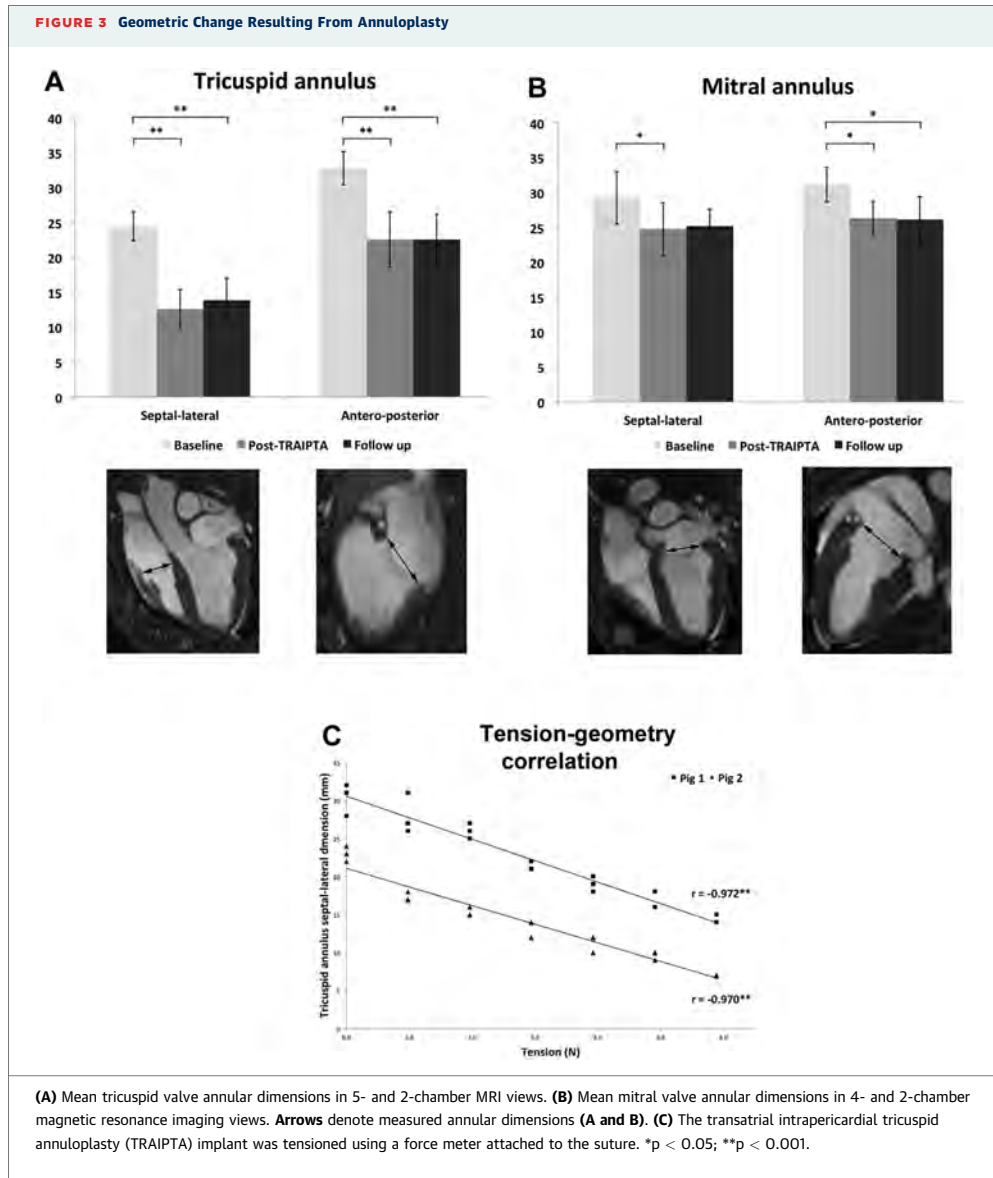 FIGURE 3 Geometric Change Resulting From Annuloplasty
A
Tricuspid annulus
**
**
**
**
40
35
30
25
20
15
10
5
0
Septal-lateral
Antero-posterior
Baseline Post-TRAIPTA Follow up
B
Mitral annulus
*
*
*
40
35
30
25
20
15
10
5
0
Septal-lateral
Antero-posterior
Baseline Post-TRAIPTA Follow up
C
Tension-geometry
correlation
Pig 1 Pig 2
Tricuspid annulus septal-lateral dmension (mm)
r = -0.972**
r = -0.970**
Tension (N)
(A) Mean tricuspid valve annular dimensions in 5- and 2-chamber MRI views. (B) Mean mitral valve annular dimensions in 4- and 2-chamber
magnetic resonance imaging views. Arrows denote measured annular dimensions (A and B). (C) The transatrial intrapericardial tricuspid
annuloplasty (TRAIPTA) implant was tensioned using a force meter attached to the suture. *p < 0.05; **p < 0.001.